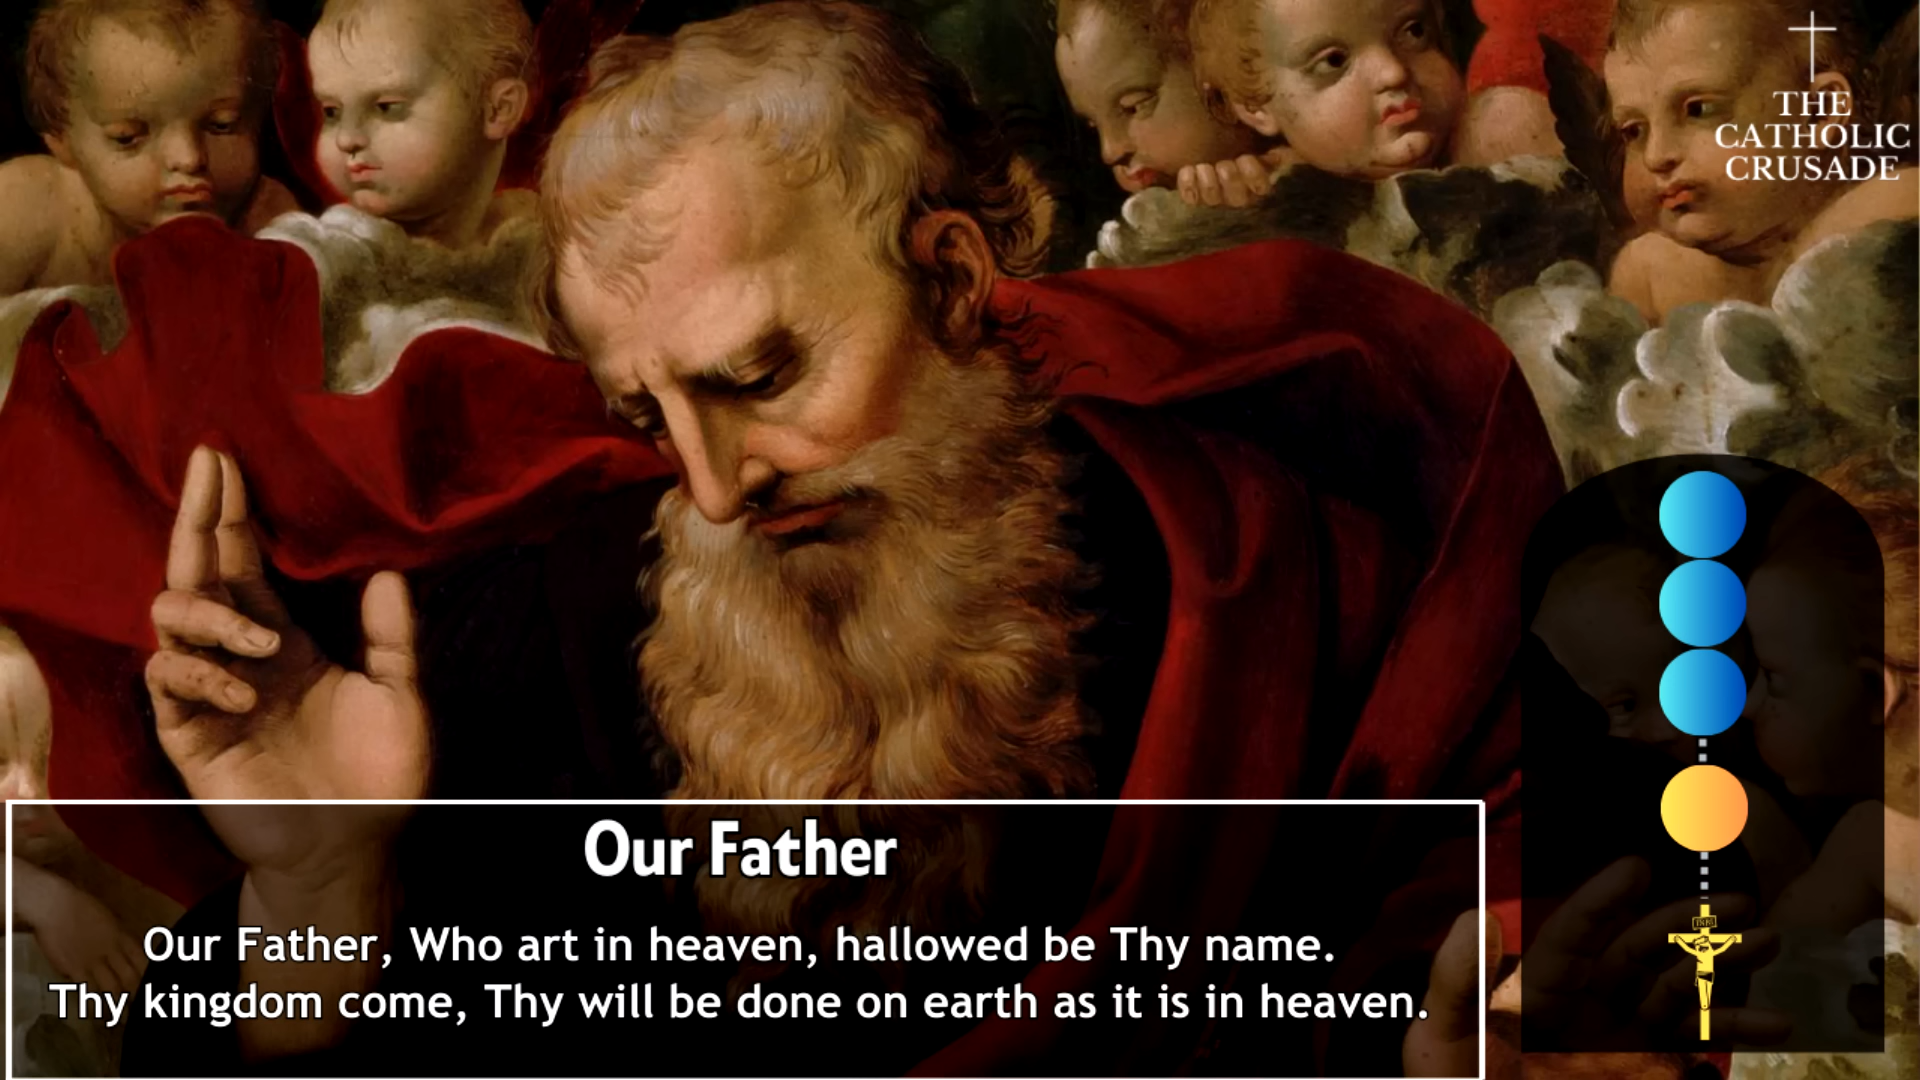 THE
CATHOLIC
CRUSADE
Our Father
Our Father, Who art in heaven, hallowed be Thy name.
Thy kingdom come, Thy will be done on earth as it is in heaven.
INRI